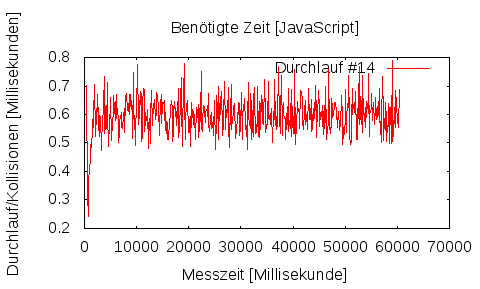 Benötigte Zeit [JavaScript]
Durchlauf/Kollisionen [Millisekunden]
Durchlauf #14
0.8
0.7
0.6
0.5
0.4
0.3
0.2
0 10000 20000 30000 40000 50000 60000 70000
Messzeit [Millisekunde]